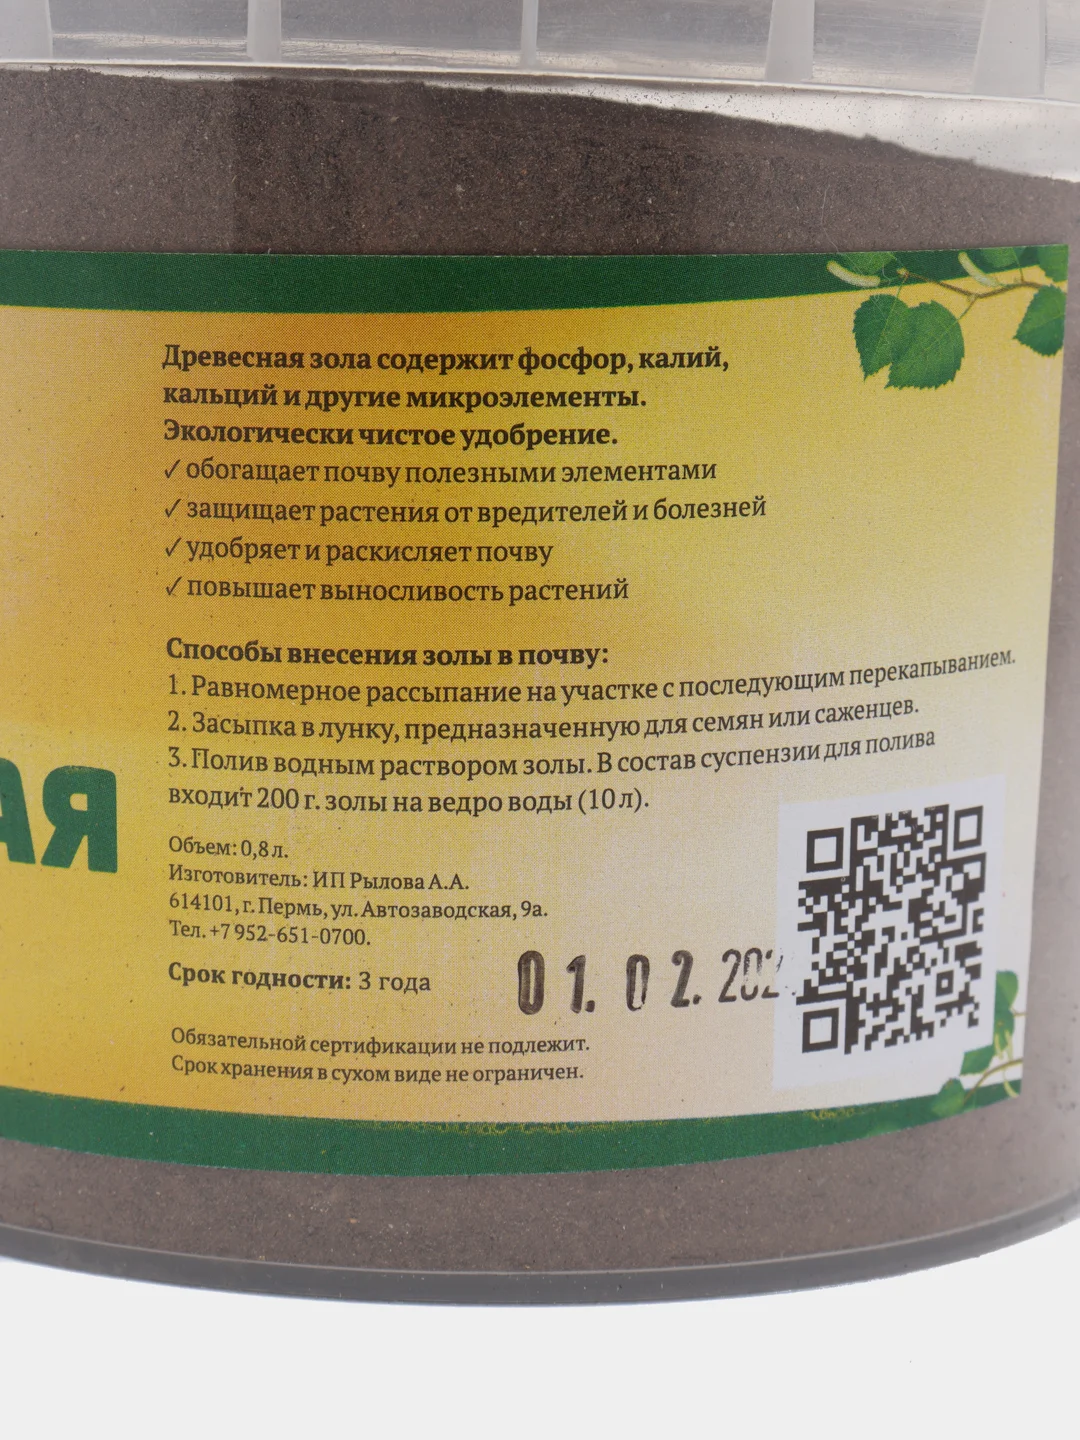 Древесная зола содержит фосфор, калий,
кальций и другие микроэлементы.
Экологически чистое удобрение.
✓ обогащает почву полезными элементами
✓ защищает растения от вредителей и болезней
✓ удобряет и раскисляет почву
✓ повышает выносливость растений
Способы внесения золы в почву:
1. Равномерное рассыпание на участке с последующим перекапыванием.
2. Засыпка в лунку, предназначенную для семян или саженцев.
3. Полив водным раствором золы. В состав суспензии для полива
входит 200 г. золы на ведро воды (10 л).
АЯ
Объем: 0,8 л.
Изготовитель: ИП Рылова А.А.
614101, г. Пермь, ул. Автозаводская, 9а.
Тел. +7 952-651-0700.
Срок годности: 3 года
01. 02. 202
Обязательной сертификации не подлежит.
Срок хранения в сухом виде не ограничен.